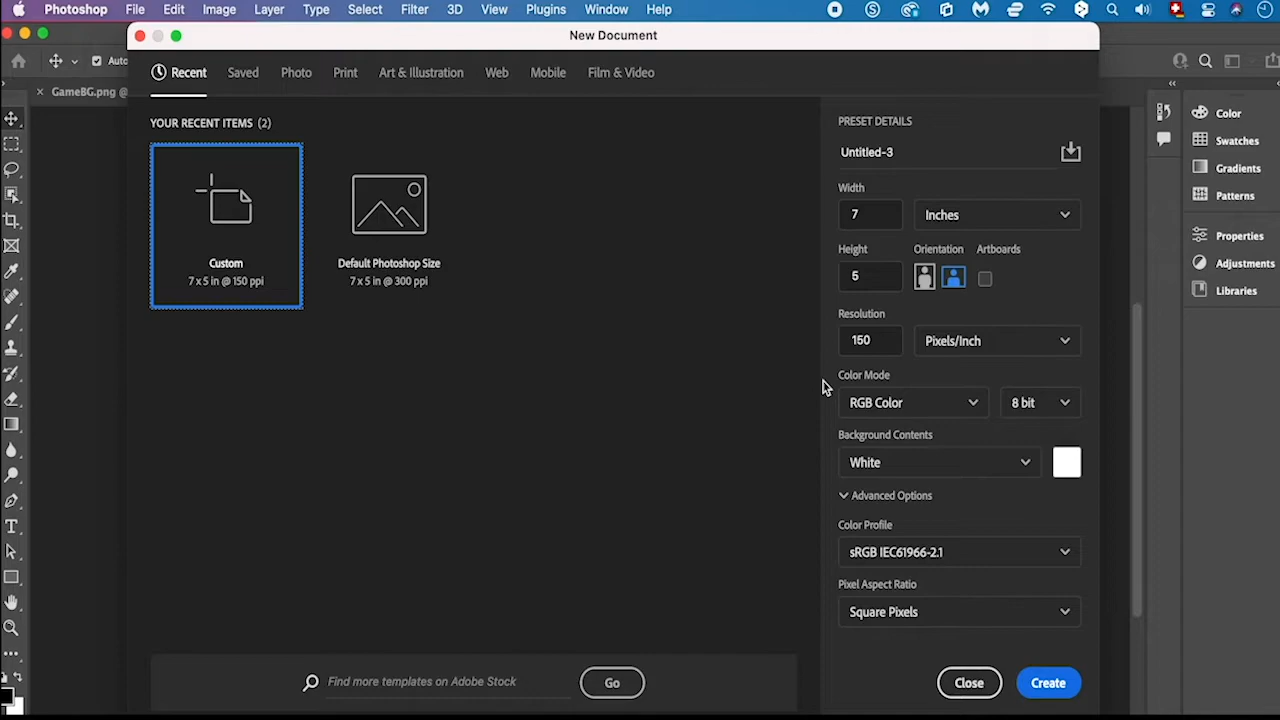 Photoshop File Edit Image Layer Type Select Filter 3D View Plugins Window Help
New Document
Auto
Recent Saved Photo Print Art & Illustration Web Mobile Film & Video
GameBG.png @
YOUR RECENT ITEMS (2)
Custom
7 x 5 in @ 150 ppi
Default Photoshop Size
7 x 5 in @ 300 ppi
Find more templates on Adobe Stock
Go
PRESET DETAILS
Untitled-3
Width
7 Inches
Height Orientation Artboards
5
Resolution
150 Pixels/Inch
Color Mode
RGB Color 8 bit
Background Contents
White
Advanced Options
Color Profile
sRGB IEC61966-2.1
Pixel Aspect Ratio
Square Pixels
Close Create
Color
Swatches
Gradients
Patterns
Properties
Adjustments
Libraries